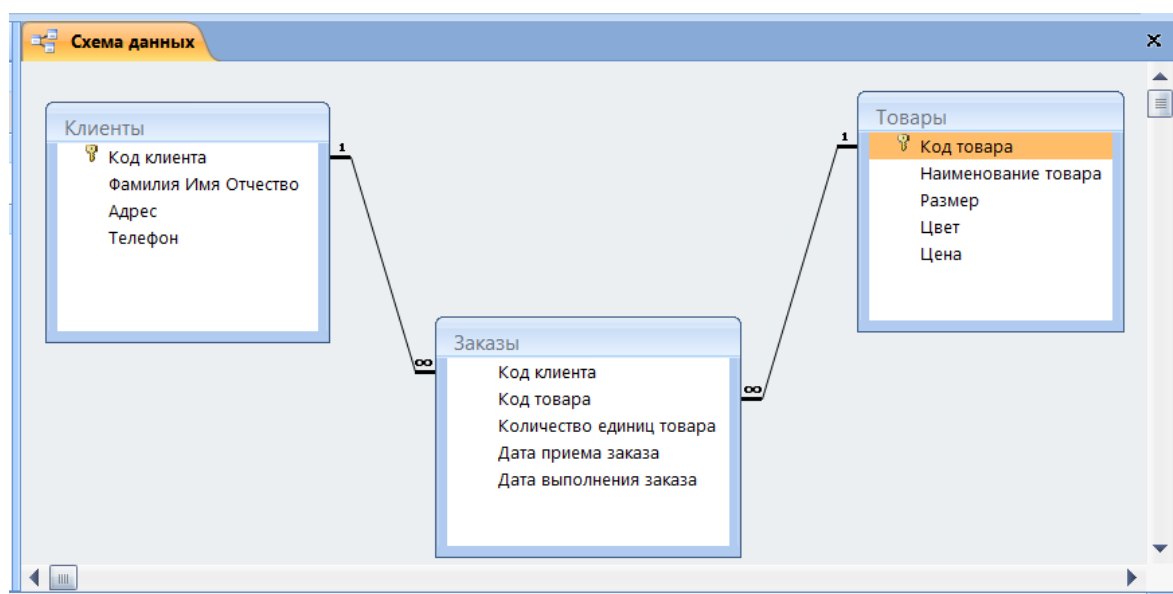 Схема данных
Клиенты
Код клиента
Фамилия Имя Отчество
Адрес
Телефон
1
∞
Заказы
Код клиента
Код товара
Количество единиц товара
Дата приема заказа
Дата выполнения заказа
∞
1
Товары
Код товара
Наименование товара
Размер
Цвет
Цена